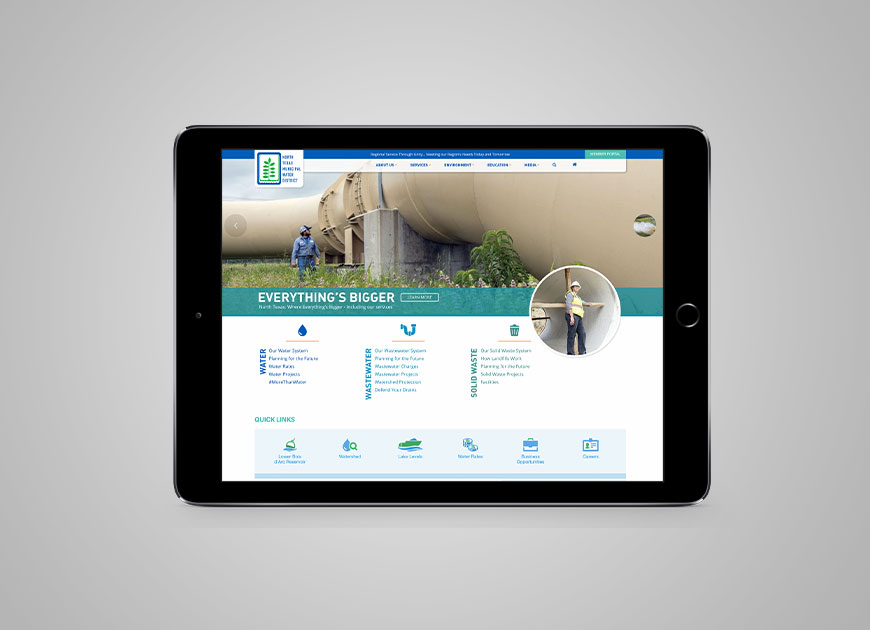 NORTH
TEXAS
MUNICIPAL
WATER
DISTRICT
Regional Service Through Unity... Meeting our Region's Needs Today and Tomorrow
MEMBER PORTAL
ABOUT US
SERVICES
ENVIRONMENT
EDUCATION
MEDIA
EVERYTHING'S BIGGER
LEARN MORE
North Texas: Where Everything's Bigger - including our services
WATER
Our Water System
Planning for the Future
Water Rates
Water Projects
#MoreThanWater
WASTEWATER
Our Wastewater System
Planning for the Future
Wastewater Charges
Wastewater Projects
Watershed Protection
Defend Your Drains
SOLID WASTE
Our Solid Waste System
How Landfills Work
Planning for the Future
Solid Waste Projects
Facilities
QUICK LINKS
Lower Bois
d'Arc Reservoir
Watershed
Lake Levels
Water Rates
Business
Opportunities
Careers